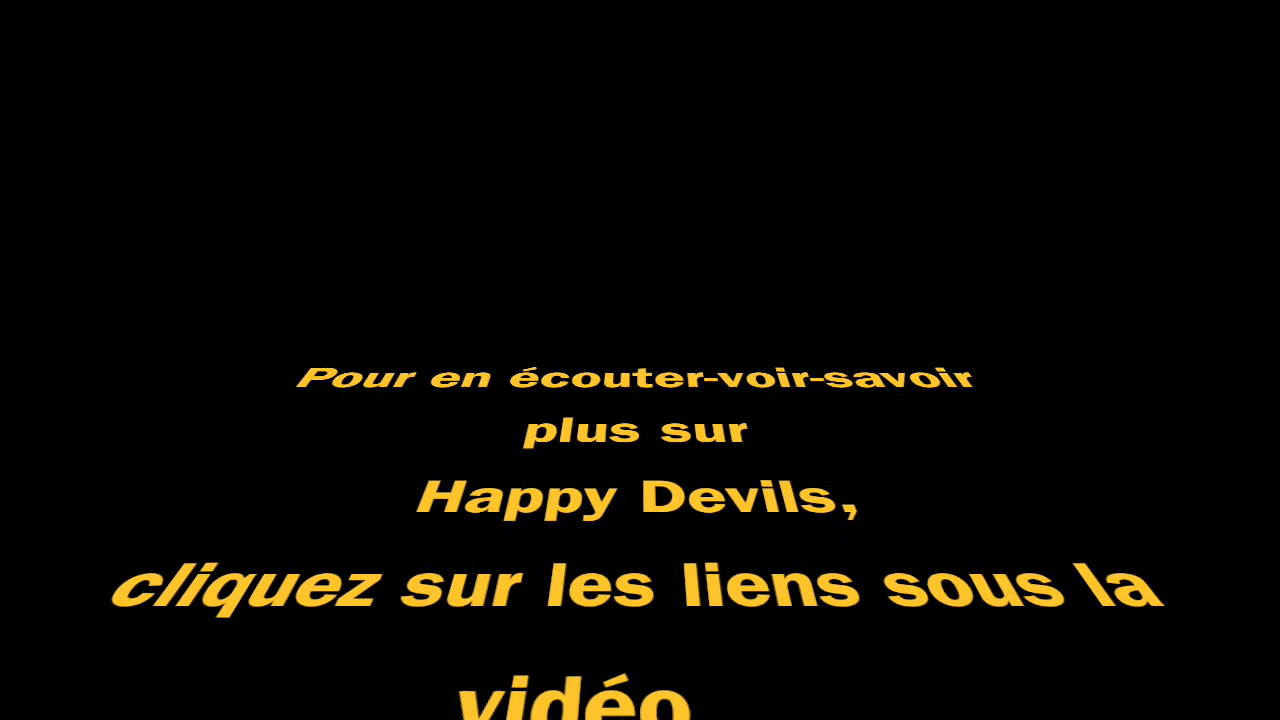 Pour en écouter-voir-savoir
plus sur
Happy Devils,
cliquez sur les liens sous la
vidéo